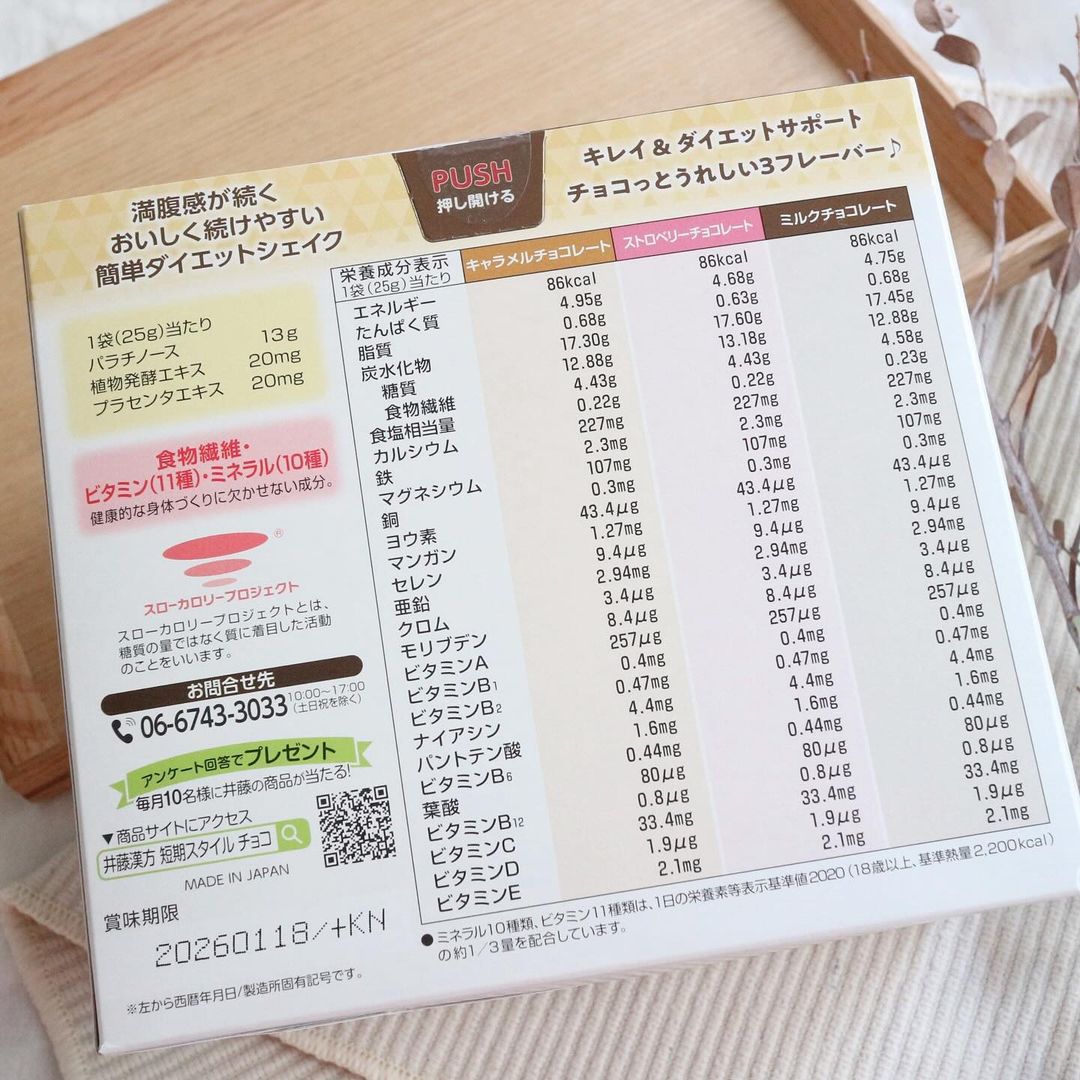 満腹感が続く
おいしく続けやすい
簡単ダイエットシェイク
PUSH
押し開ける
キレイ & ダイエットサポート
チョコっとうれしい3フレーバー♪
1袋(25g)当たり
パラチノース 13g
植物発酵エキス 20mg
プラセンタエキス 20mg
食物繊維・
ビタミン(11種)・ミネラル(10種)
健康的な身体づくりに欠かせない成分。
®
スローカロリープロジェクト
スローカロリープロジェクトとは、
糖質の量ではなく質に着目した活動
のことをいいます。
お問合せ先
06-6743-3033 10:00~17:00
(土日祝を除く)
アンケート回答でプレゼント
毎月10名様に井藤の商品が当たる!
▼商品サイトにアクセス
井藤漢方 短期スタイル チョコ
MADE IN JAPAN
賞味期限
20260118/+KN
※左から西暦年月日/製造所固有記号です。
栄養成分表示
1袋(25g)当たり キャラメルチョコレート ストロベリーチョコレート ミルクチョコレート
エネルギー 86kcal 86kcal 86kcal
たんぱく質 4.95g 4.68g 4.75g
脂質 0.68g 0.63g 0.68g
炭水化物 17.30g 17.60g 17.45g
糖質 12.88g 13.18g 12.88g
食物繊維 4.43g 4.43g 4.58g
食塩相当量 0.22g 0.22g 0.23g
カルシウム 227mg 227mg 227mg
鉄 2.3mg 2.3mg 2.3mg
マグネシウム 107mg 107mg 107mg
銅 0.3mg 0.3mg 0.3mg
ヨウ素 43.4μg 43.4μg 43.4μg
マンガン 1.27mg 1.27mg 1.27mg
セレン 9.4μg 9.4μg 9.4μg
亜鉛 2.94mg 2.94mg 2.94mg
クロム 3.4μg 3.4μg 3.4μg
モリブデン 8.4μg 8.4μg 8.4μg
ビタミンA 257μg 257μg 257μg
ビタミンB1 0.4mg 0.4mg 0.4mg
ビタミンB2 0.47mg 0.47mg 0.47mg
ナイアシン 4.4mg 4.4mg 4.4mg
パントテン酸 1.6mg 1.6mg 1.6mg
ビタミンB6 0.44mg 0.44mg 0.44mg
葉酸 80μg 80μg 80μg
ビタミンB12 0.8μg 0.8μg 0.8μg
ビタミンC 33.4mg 33.4mg 33.4mg
ビタミンD 1.9μg 1.9μg 1.9μg
ビタミンE 2.1mg 2.1mg 2.1mg
●ミネラル10種類、ビタミン11種類は、1日の栄養素等表示基準値2020(18歳以上、基準熱量2,200kcal)
の約1/3量を配合しています。